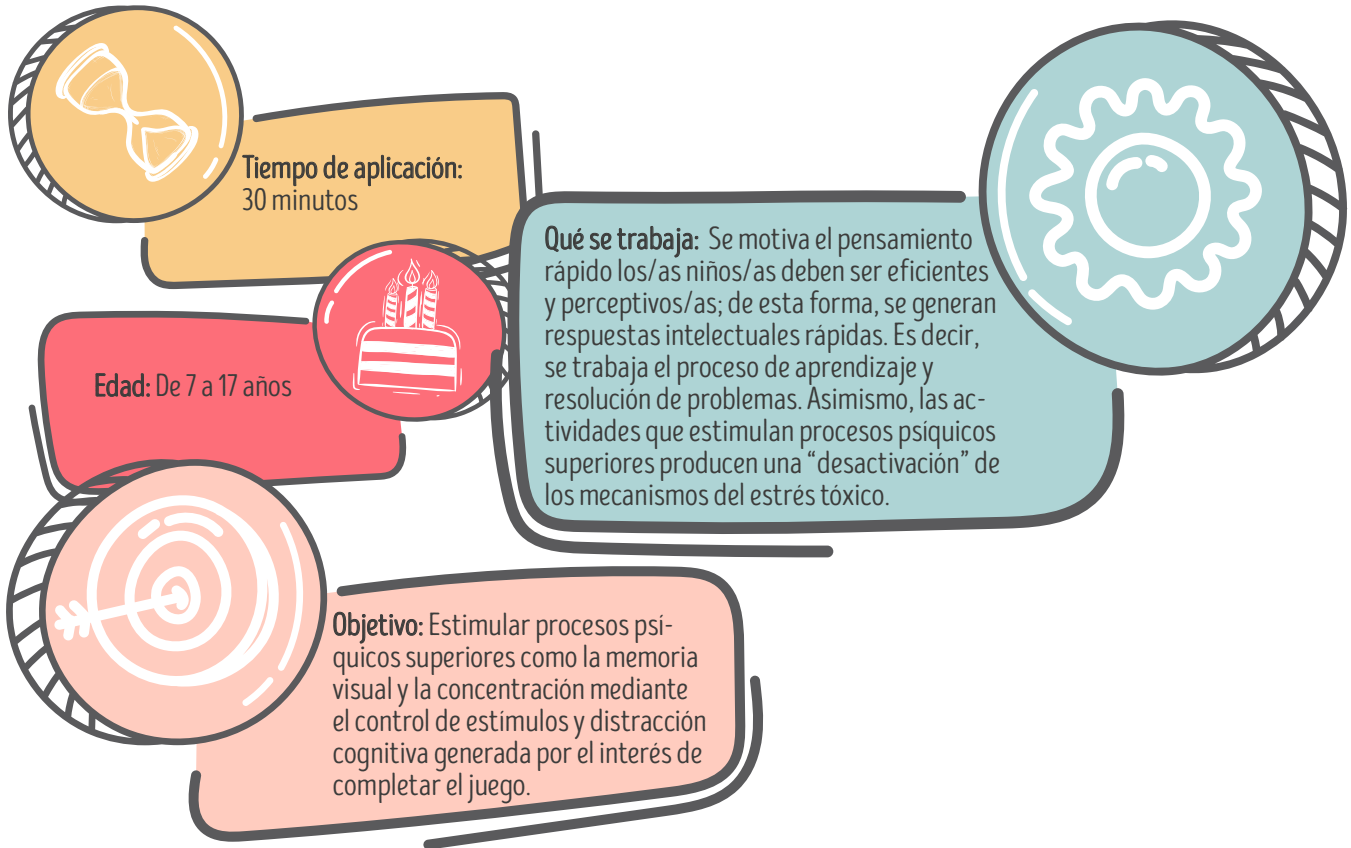 Tiempo de aplicación:
30 minutos
Qué se trabaja: Se motiva el pensamiento
rápido los/as niños/as deben ser eficientes
y perceptivos/as; de esta forma, se generan
respuestas intelectuales rápidas. Es decir,
se trabaja el proceso de aprendizaje y
resolución de problemas. Asimismo, las ac-
tividades que estimulan procesos psíquicos
superiores producen una “desactivación” de
los mecanismos del estrés tóxico.
Edad: De 7 a 17 años
Objetivo: Estimular procesos psí-
quicos superiores como la memoria
visual y la concentración mediante
el control de estímulos y distracción
cognitiva generada por el interés de
completar el juego.